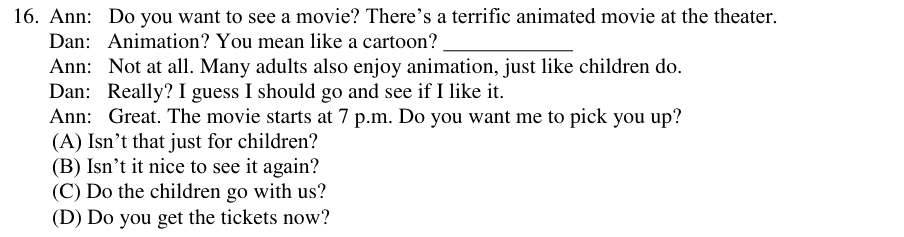 16. Ann: Do you want to see a movie? There’s a terrific animated movie at the theater.
Dan: Animation? You mean like a cartoon? _____________
Ann: Not at all. Many adults also enjoy animation, just like children do.
Dan: Really? I guess I should go and see if I like it.
Ann: Great. The movie starts at 7 p.m. Do you want me to pick you up?
(A) Isn’t that just for children?
(B) Isn’t it nice to see it again?
(C) Do the children go with us?
(D) Do you get the tickets now?